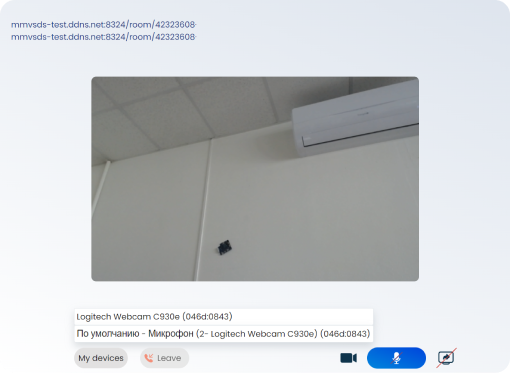 mmvsds-test.ddns.net:8324/room/42323608-
mmvsds-test.ddns.net:8324/room/42323608-
Logitech Webcam C930e (046d:0843)
По умолчанию - Микрофон (2- Logitech Webcam C930e) (046d:0843)
My devices
Leave